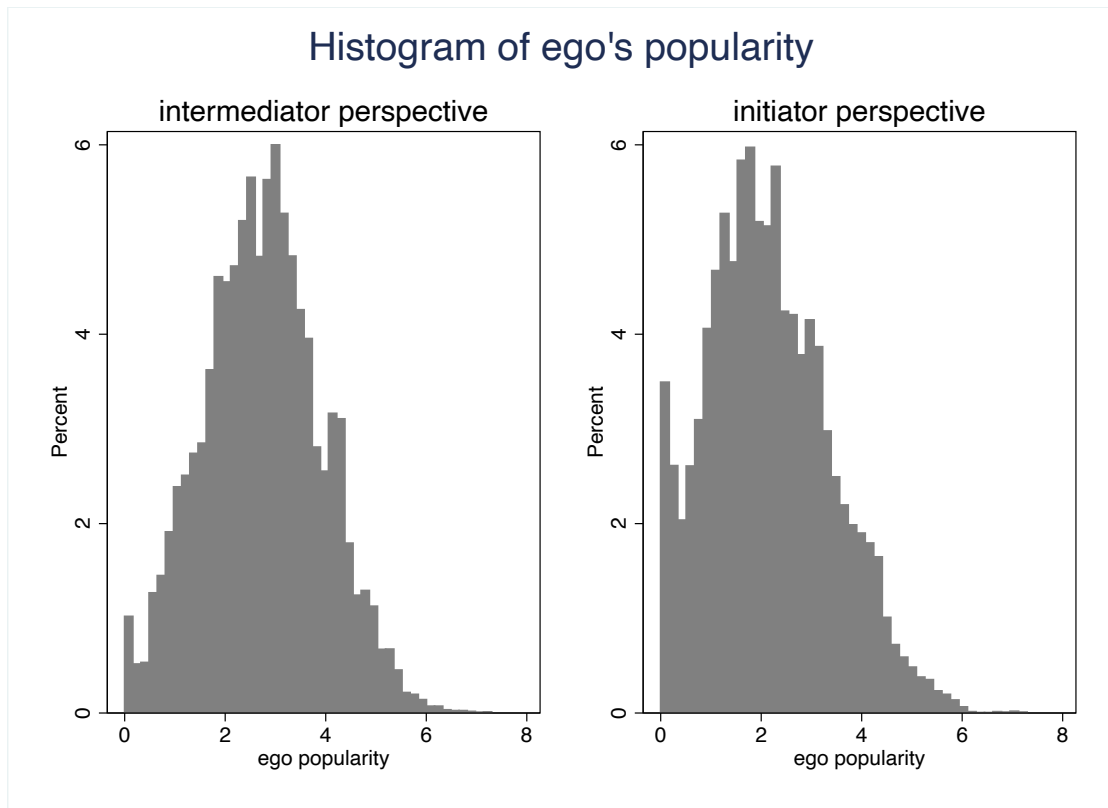 Histogram of ego's popularity
intermediator perspective
6
4
2
0
Percent
0 2 4 6 8
ego popularity
initiator perspective
6
4
2
0
Percent
0 2 4 6 8
ego popularity